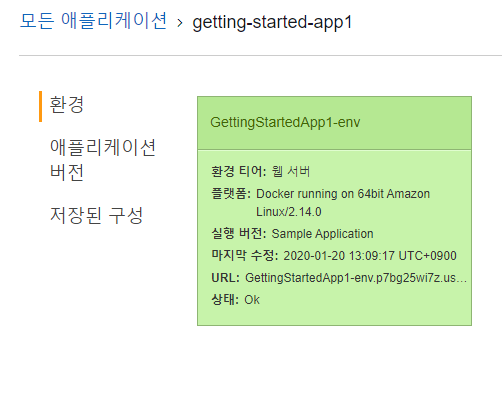 모든 애플리케이션 › getting-started-app1
환경
애플리케이션
버전
저장된 구성
GettingStartedApp1-env
환경 티어: 웹 서버
플랫폼: Docker running on 64bit Amazon
Linux/2.14.0
실행 버전: Sample Application
마지막 수정: 2020-01-20 13:09:17 UTC+0900
URL: GettingStartedApp1-env.p7bg25wi7z.us…
상태: Ok